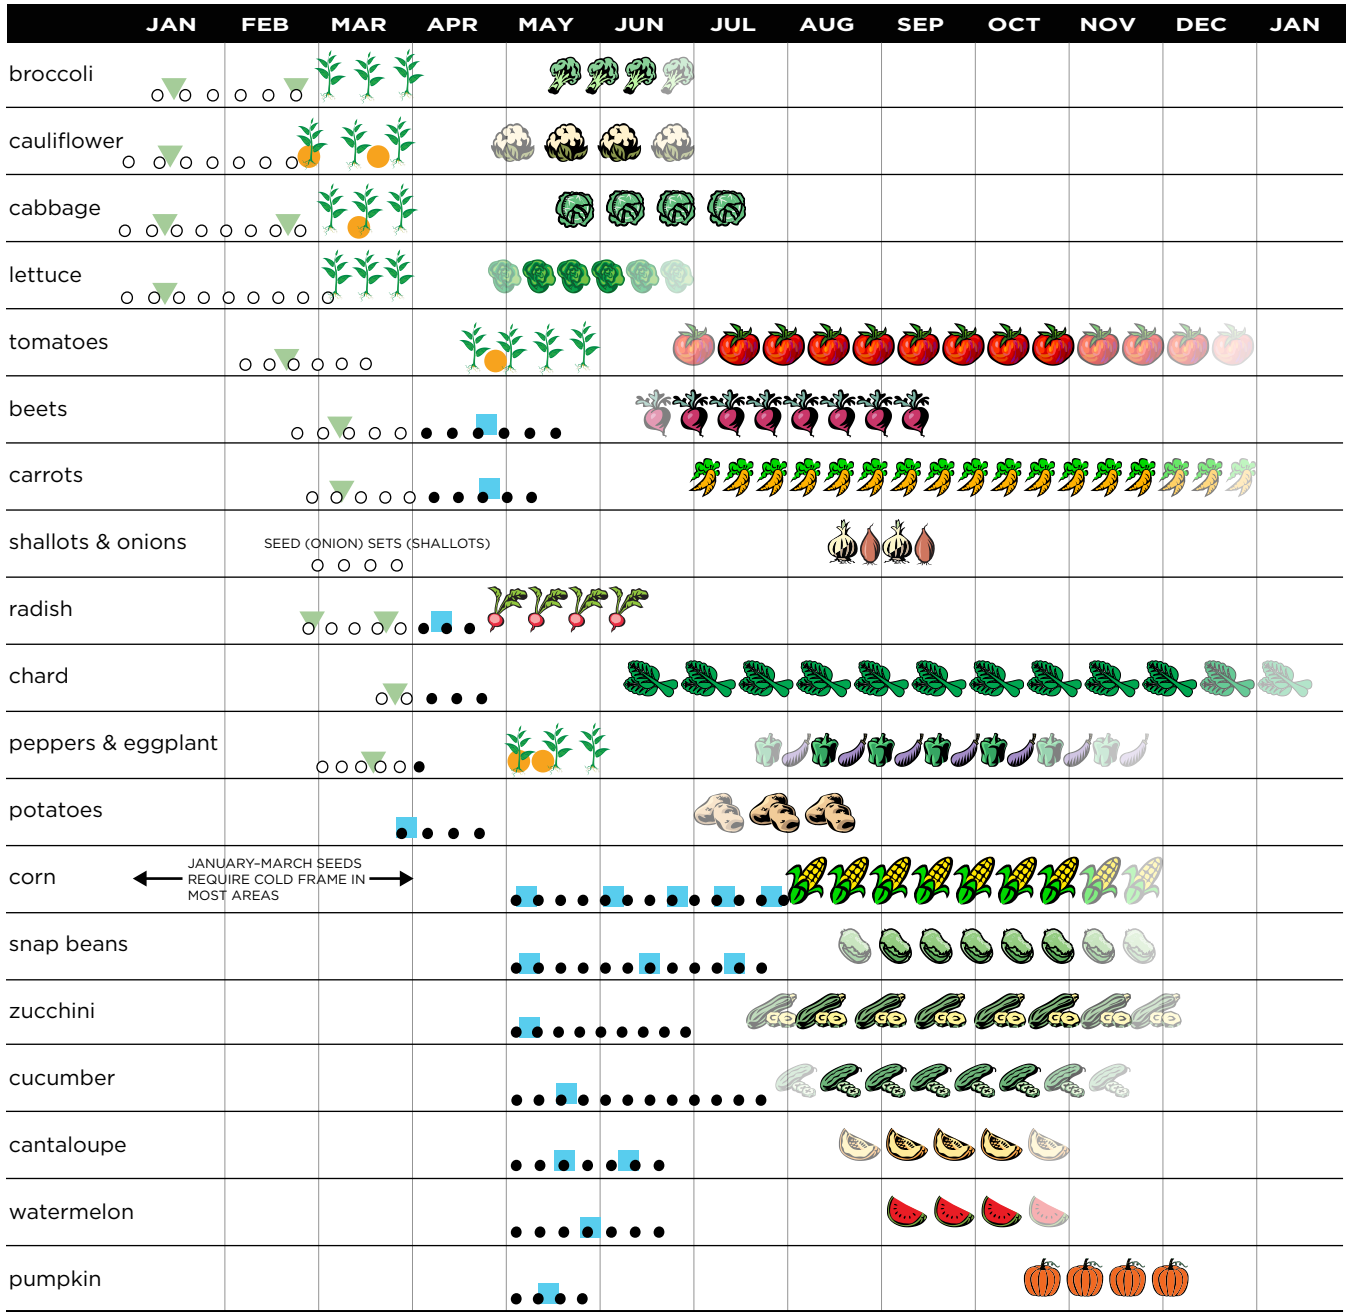 JAN FEB MAR APR MAY JUN JUL AUG SEP OCT NOV DEC JAN
broccoli
cauliflower
cabbage
lettuce
tomatoes
beets
carrots
shallots & onions
SEED (ONION) SETS (SHALLOTS)
radish
chard
peppers & eggplant
potatoes
corn
JANUARY–MARCH SEEDS
REQUIRE COLD FRAME IN
MOST AREAS
snap beans
zucchini
cucumber
cantaloupe
watermelon
pumpkin